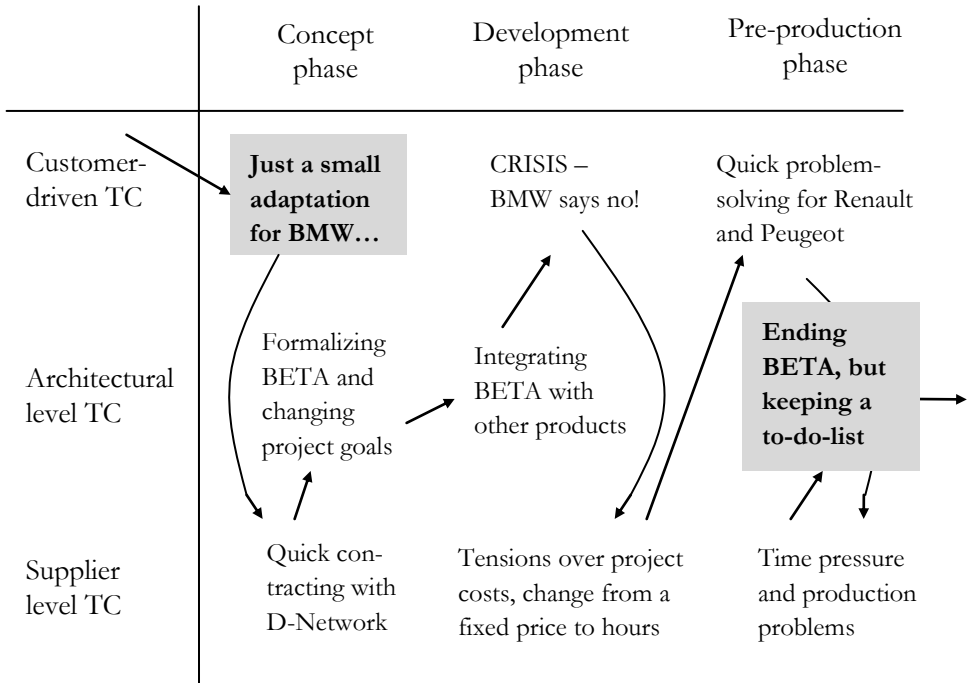 Concept
phase
Development
phase
Pre-production
phase
Customer-
driven TC
Just a small
adaptation
for BMW…
CRISIS –
BMW says no!
Quick problem-
solving for Renault
and Peugeot
Architectural
level TC
Formalizing
BETA and
changing
project goals
Integrating
BETA with
other products
Ending
BETA, but
keeping a
to-do-list
Supplier
level TC
Quick con-
tracting with
D-Network
Tensions over project
costs, change from a
fixed price to hours
Time pressure
and production
problems